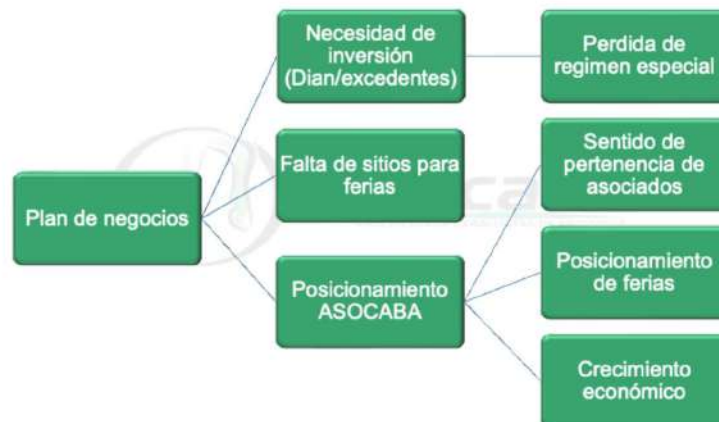 Necesidad de
inversión
(Dian/excedentes)
Perdida de
regimen especial
Falta de sitios para
ferias
Sentido de
pertenencia de
asociados
Plan de negocios
Posicionamiento
ASOCABA
Posicionamiento
de ferias
Crecimiento
económico